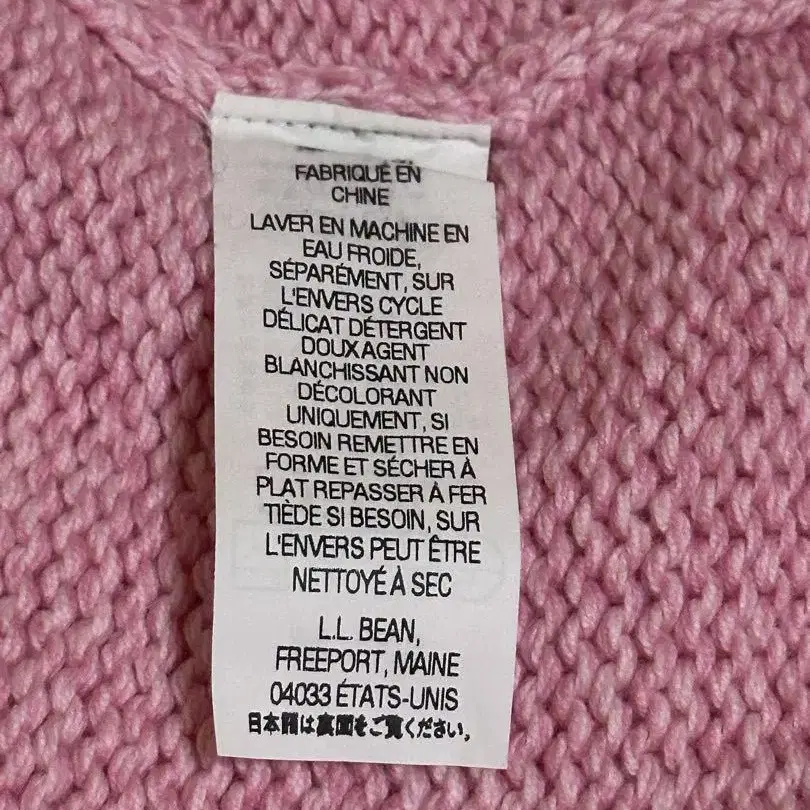 FABRIQUÉ EN
CHINE
LAVER EN MACHINE EN
EAU FROIDE,
SÉPARÉMENT, SUR
L'ENVERS CYCLE
DÉLICAT DÉTERGENT
DOUX AGENT
BLANCHISSANT NON
DÉCOLORANT
UNIQUEMENT, SI
BESOIN REMETTRE EN
FORME ET SÉCHER À
PLAT REPASSER À FER
TIÈDE SI BESOIN, SUR
L'ENVERS PEUT ÊTRE
NETTOYÉ À SEC
L.L. BEAN,
FREEPORT, MAINE
04033 ÉTATS-UNIS
日本語は裏面をご覧ください。